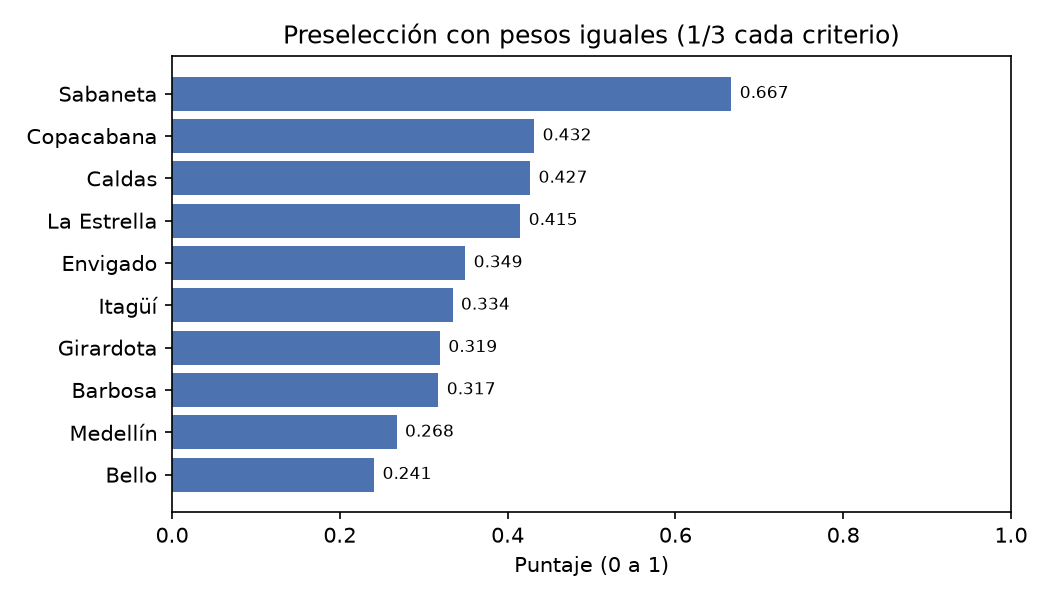 Preselección con pesos iguales (1/3 cada criterio)
Sabaneta 0.667
Copacabana 0.432
Caldas 0.427
La Estrella 0.415
Envigado 0.349
Itagüí 0.334
Girardota 0.319
Barbosa 0.317
Medellín 0.268
Bello 0.241
0.0 0.2 0.4 0.6 0.8 1.0
Puntaje (0 a 1)